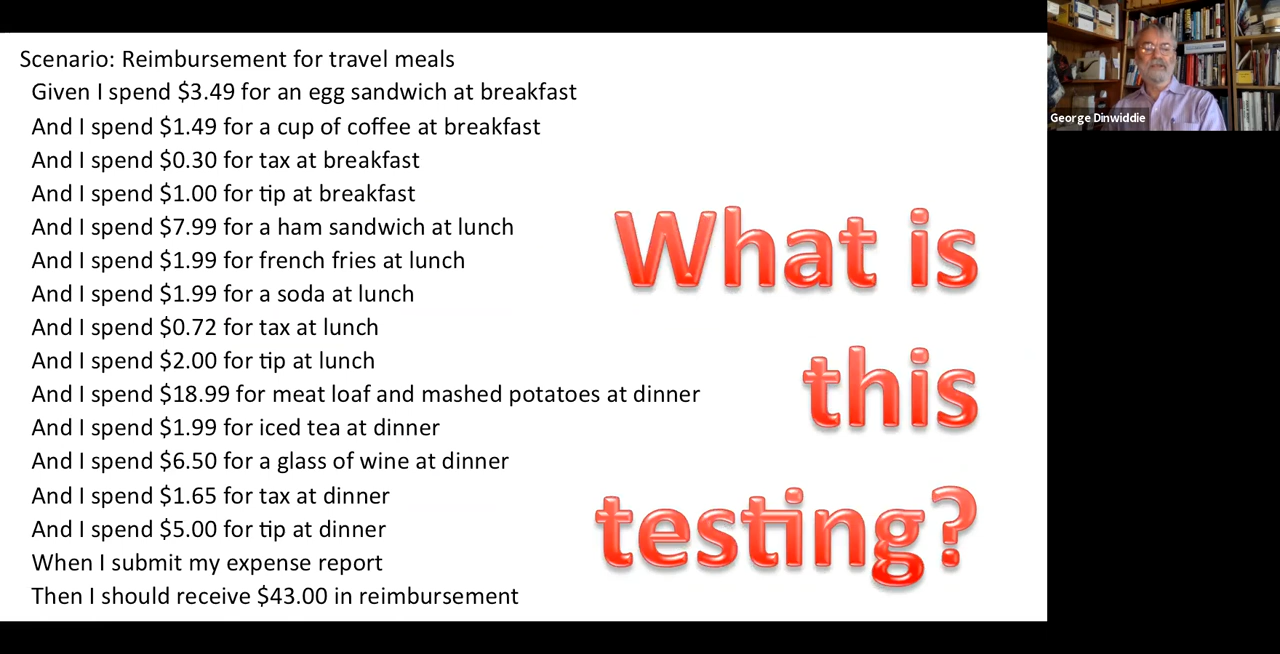 Scenario: Reimbursement for travel meals
Given I spend $3.49 for an egg sandwich at breakfast
And I spend $1.49 for a cup of coffee at breakfast
And I spend $0.30 for tax at breakfast
And I spend $1.00 for tip at breakfast
And I spend $7.99 for a ham sandwich at lunch
And I spend $1.99 for french fries at lunch
And I spend $1.99 for a soda at lunch
And I spend $0.72 for tax at lunch
And I spend $2.00 for tip at lunch
And I spend $18.99 for meat loaf and mashed potatoes at dinner
And I spend $1.99 for iced tea at dinner
And I spend $6.50 for a glass of wine at dinner
And I spend $1.65 for tax at dinner
And I spend $5.00 for tip at dinner
When I submit my expense report
Then I should receive $43.00 in reimbursement
What is
this
testing?
George Dinwiddie